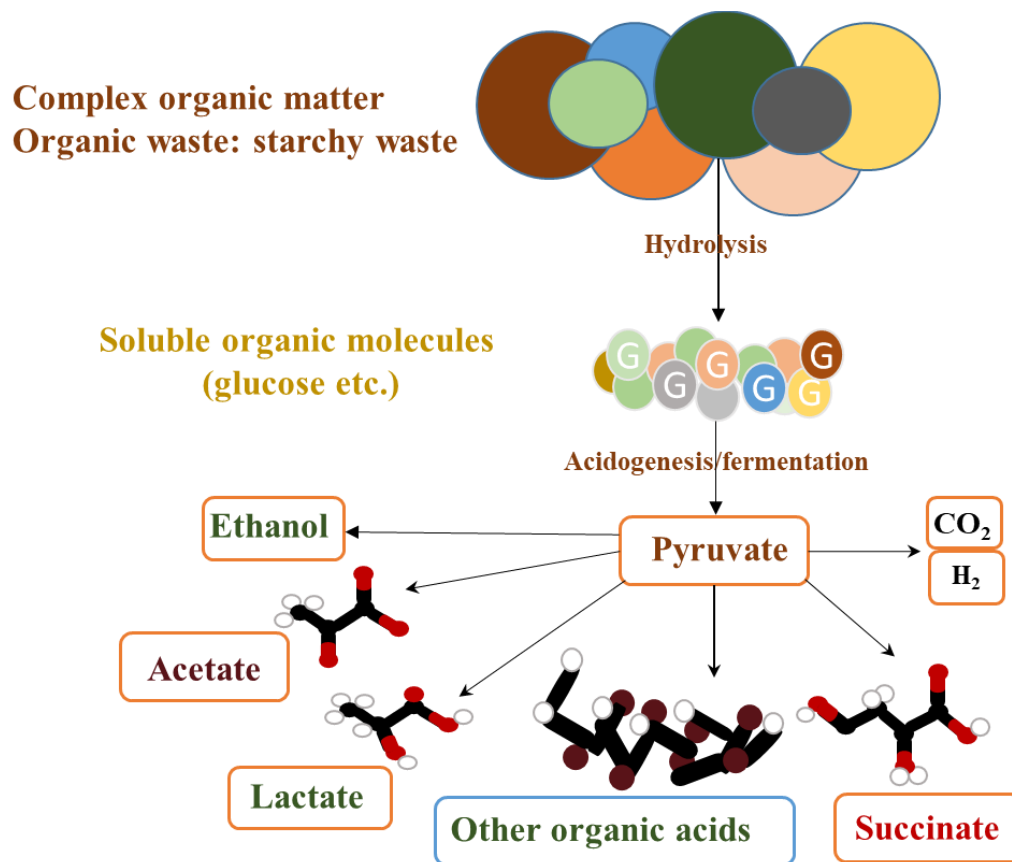 Complex organic matter
Organic waste: starchy waste
Hydrolysis
Soluble organic molecules
(glucose etc.)
G G G G G G
Acidogenesis/fermentation
Ethanol
Pyruvate
CO₂
H₂
Acetate
Lactate
Other organic acids
Succinate